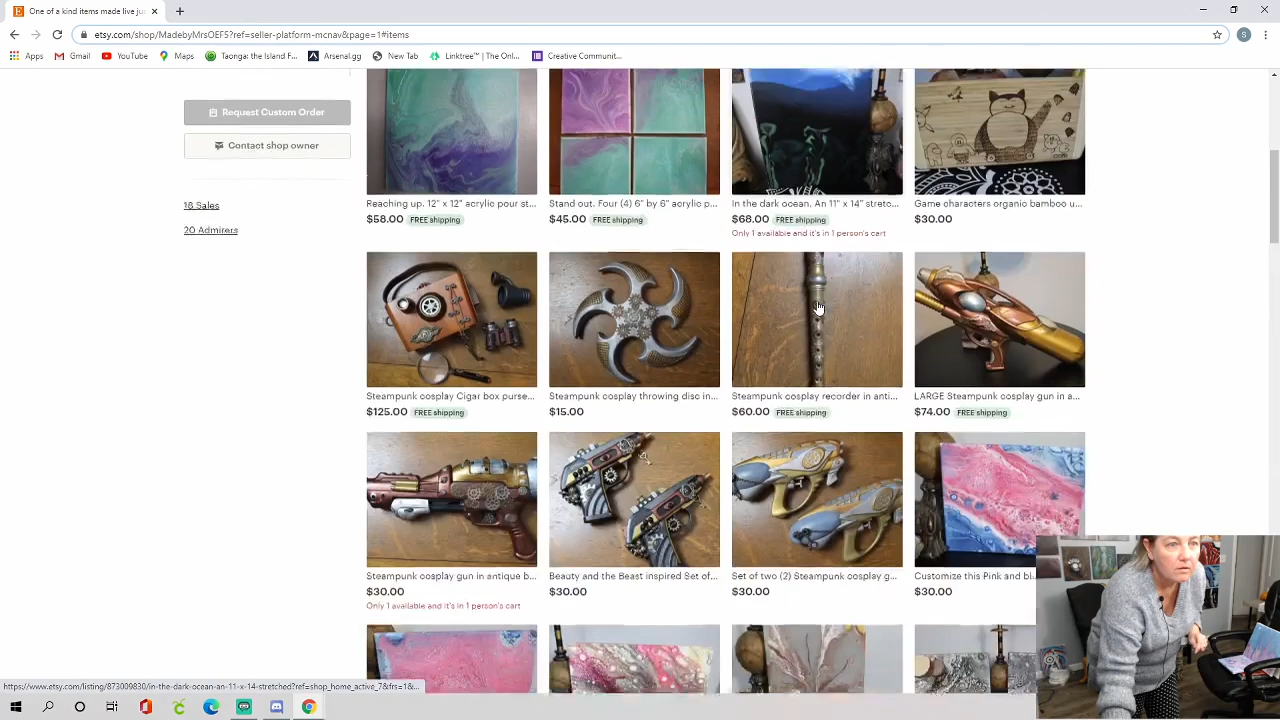 One of a kind items made live ju
etsy.com/shop/MadebyMrsOEFS?ref=seller-platform-mcnav&page=1#items
S
Apps Gmail YouTube Maps Taonga: the Island F... Arsenal.gg New Tab Linktree™ | The Onl... Creative Communit...
Request Custom Order
Contact shop owner
18 Sales
20 Admirers
Reaching up. 12" x 12" acrylic pour st... Stand out. Four (4) 6" by 6" acrylic p... In the dark ocean. An 11" x 14" stretc... Game characters organic bamboo u...
$58.00 FREE shipping $45.00 FREE shipping $68.00 FREE shipping $30.00
Only 1 available and it's in 1 person's cart
Steampunk cosplay Cigar box purse... Steampunk cosplay throwing disc in... Steampunk cosplay recorder in anti... LARGE Steampunk cosplay gun in a...
$125.00 FREE shipping $15.00 $60.00 FREE shipping $74.00 FREE shipping
Steampunk cosplay gun in antique b... Beauty and the Beast inspired Set of... Set of two (2) Steampunk cosplay g... Customize this Pink and bl
$30.00 $30.00 $30.00 $30.00
Only 1 available and it's in 1 person's cart
https://www.etsy.com/listing/873009830/in-the-dark-ocean-an-11-x-14-stretched?ref=shop_home_active_7&frs=1&...